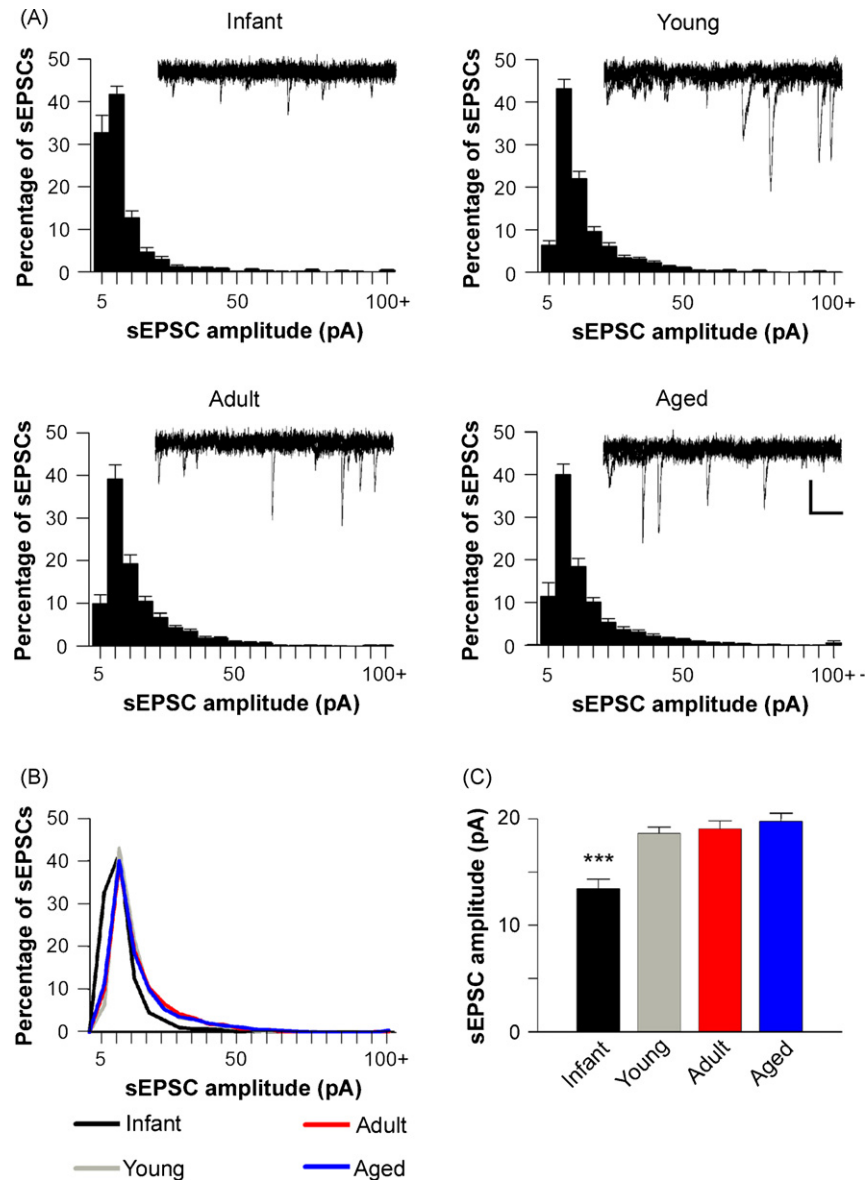 (A)
Infant
Percentage of sEPSCs
50
40
30
20
10
0
5 50 100+
sEPSC amplitude (pA)
Young
Percentage of sEPSCs
50
40
30
20
10
0
5 50 100+
sEPSC amplitude (pA)
Adult
Percentage of sEPSCs
50
40
30
20
10
0
5 50 100+
sEPSC amplitude (pA)
Aged
Percentage of sEPSCs
50
40
30
20
10
0
5 50 100+ -
sEPSC amplitude (pA)
(B)
Percentage of sEPSCs
50
40
30
20
10
0
5 50 100+
sEPSC amplitude (pA)
Infant Adult
Young Aged
(C)
sEPSC amplitude (pA)
20
10
0
***
Infant Young Adult Aged